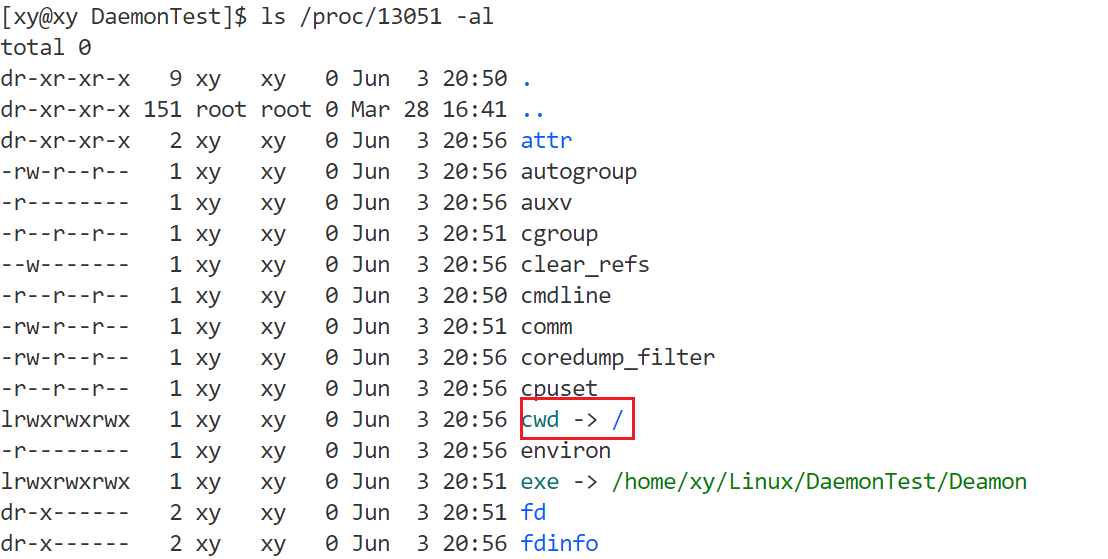 [xy@xy DaemonTest]$ ls /proc/13051 -al
total 0
dr-xr-xr-x   9 xy   xy   0 Jun  3 20:50 .
dr-xr-xr-x 151 root root 0 Mar 28 16:41 ..
dr-xr-xr-x   2 xy   xy   0 Jun  3 20:56 attr
-rw-r--r--   1 xy   xy   0 Jun  3 20:56 autogroup
-r--------   1 xy   xy   0 Jun  3 20:56 auxv
-r--r--r--   1 xy   xy   0 Jun  3 20:51 cgroup
--w-------   1 xy   xy   0 Jun  3 20:56 clear_refs
-r--r--r--   1 xy   xy   0 Jun  3 20:50 cmdline
-rw-r--r--   1 xy   xy   0 Jun  3 20:51 comm
-rw-r--r--   1 xy   xy   0 Jun  3 20:56 coredump_filter
-r--r--r--   1 xy   xy   0 Jun  3 20:56 cpuset
lrwxrwxrwx   1 xy   xy   0 Jun  3 20:56 cwd -> /
-r--------   1 xy   xy   0 Jun  3 20:56 environ
lrwxrwxrwx   1 xy   xy   0 Jun  3 20:51 exe -> /home/xy/Linux/DaemonTest/Deamon
dr-x------   2 xy   xy   0 Jun  3 20:51 fd
dr-x------   2 xy   xy   0 Jun  3 20:56 fdinfo